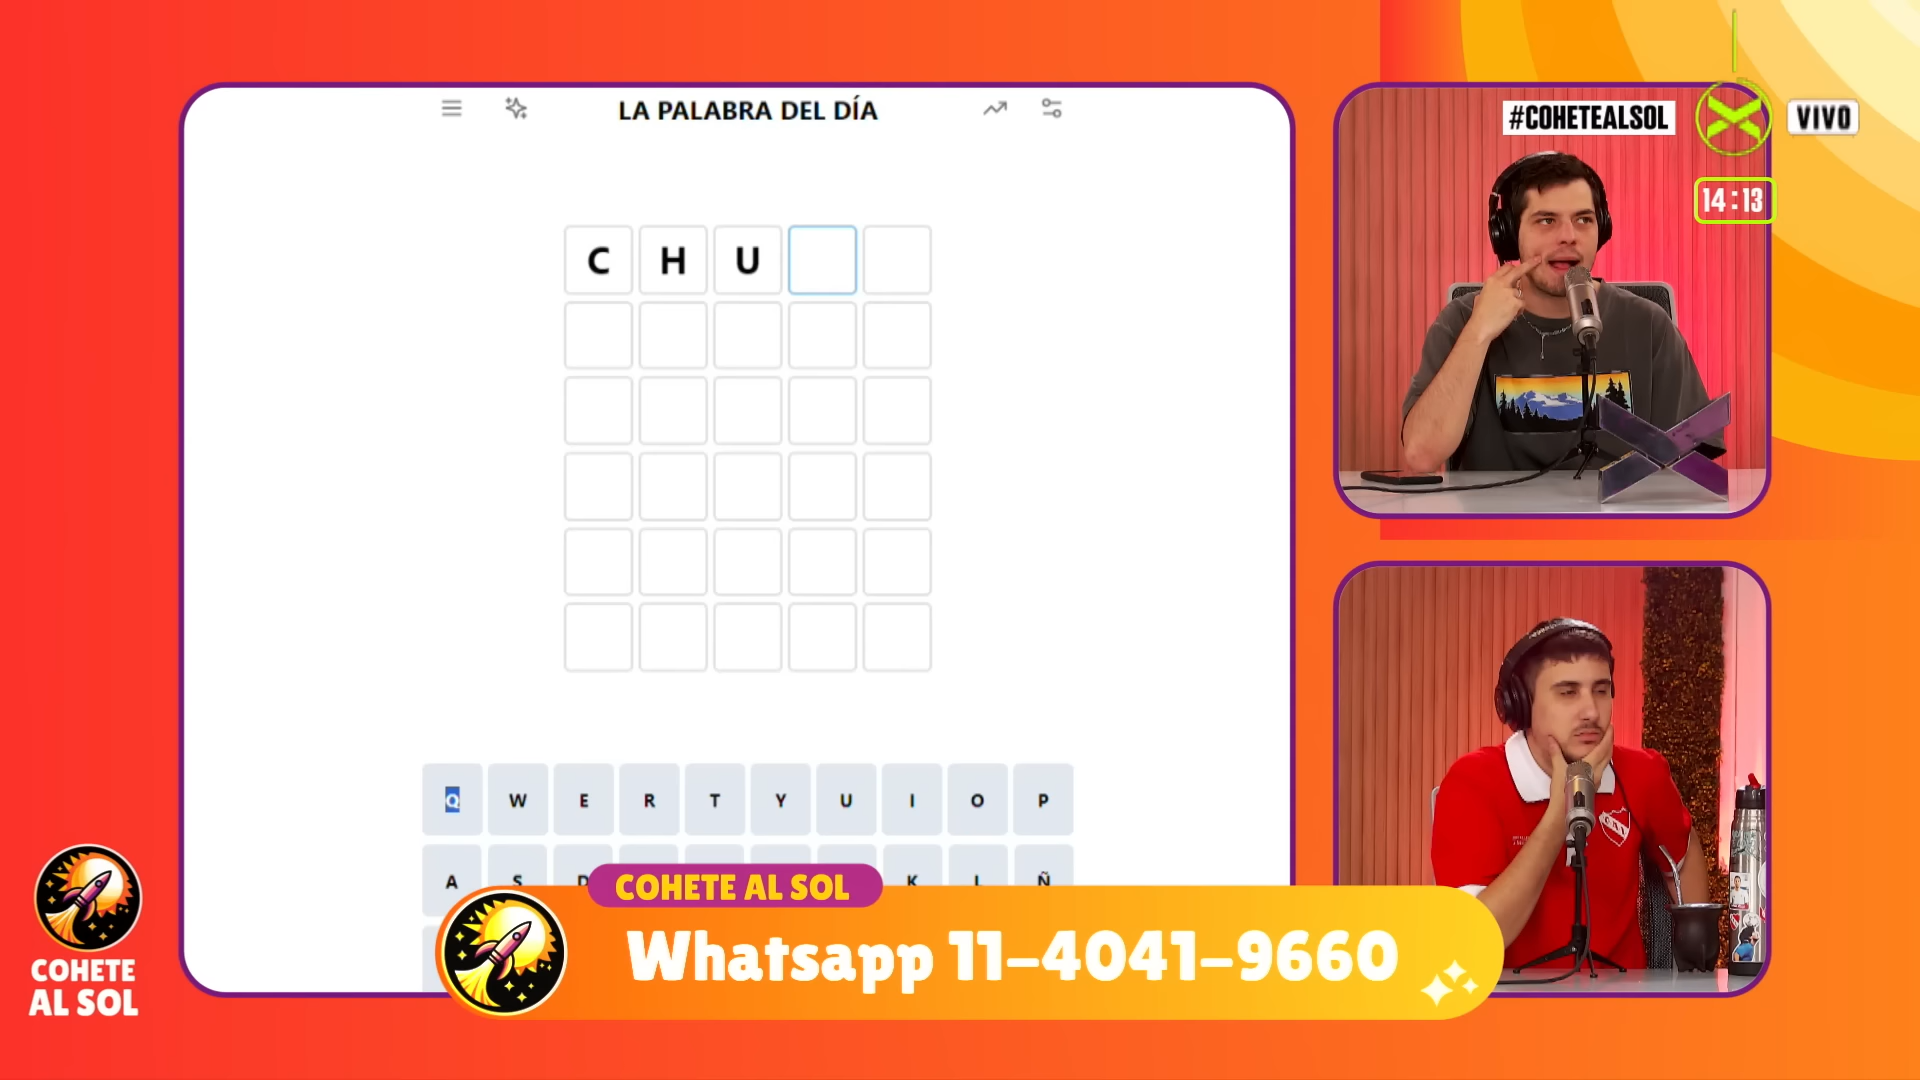 LA PALABRA DEL DÍA
C H U
Q W E R T Y U I O P
A S D K L Ñ
COHETE AL SOL
Whatsapp 11-4041-9660
COHETE
AL SOL
#COHETEALSOL
VIVO
14:13